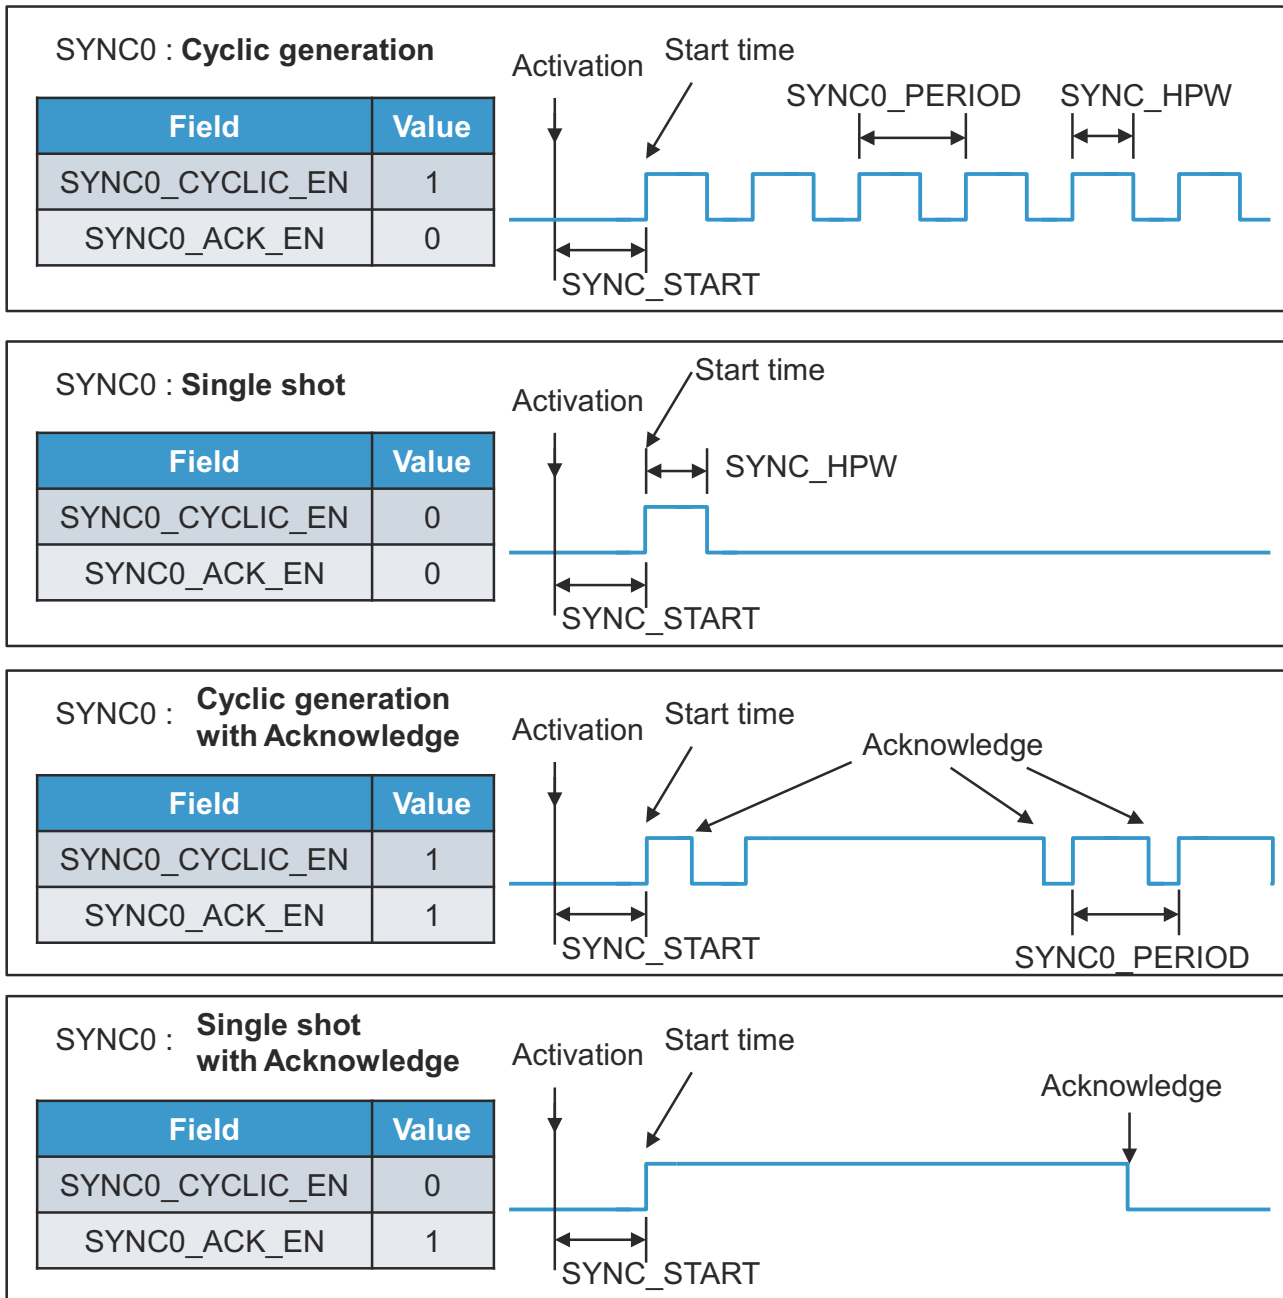 SYNC0 : Cyclic generation
Activation
Start time
SYNC0_PERIOD
SYNC_HPW
Field Value
SYNC0_CYCLIC_EN 1
SYNC0_ACK_EN 0
SYNC_START
SYNC0 : Single shot
Activation
Start time
SYNC_HPW
Field Value
SYNC0_CYCLIC_EN 0
SYNC0_ACK_EN 0
SYNC_START
SYNC0 : Cyclic generation
with Acknowledge
Activation
Start time
Acknowledge
Field Value
SYNC0_CYCLIC_EN 1
SYNC0_ACK_EN 1
SYNC_START
SYNC0_PERIOD
SYNC0 : Single shot
with Acknowledge
Activation
Start time
Acknowledge
Field Value
SYNC0_CYCLIC_EN 0
SYNC0_ACK_EN 1
SYNC_START